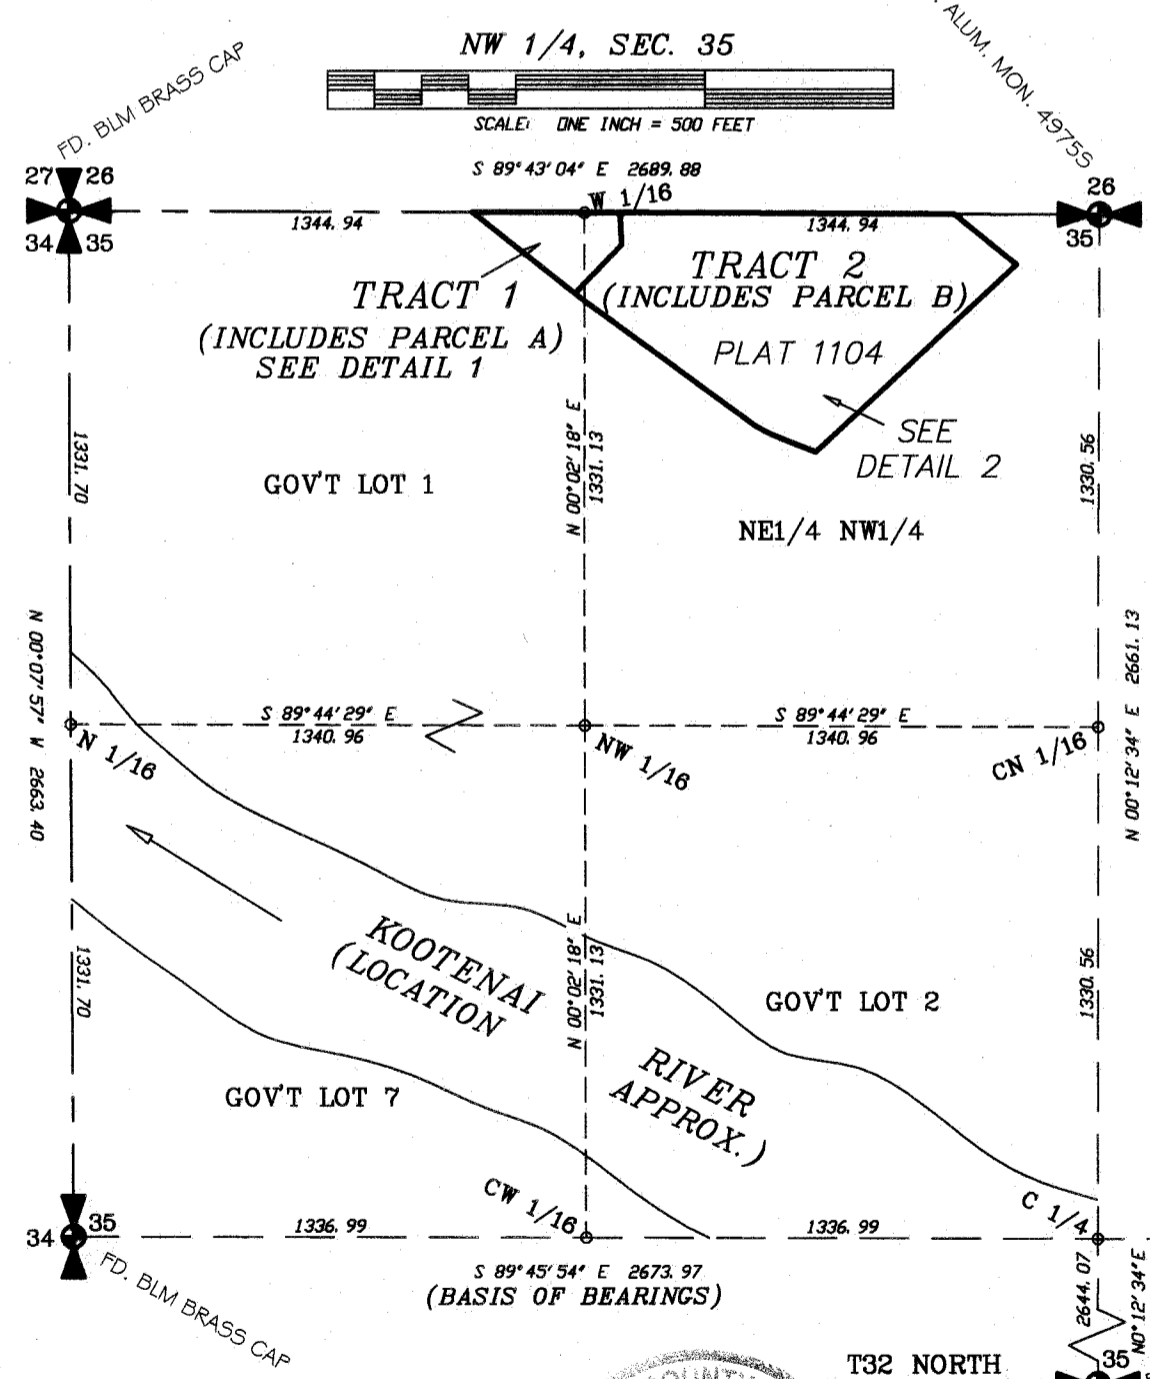 NW 1/4, SEC. 35
SCALE: ONE INCH = 500 FEET
FD. BLM BRASS CAP
ALUM. MON. 4975S
S 89°43'04" E 2689.88
27 26
34 35
W 1/16
26
35
1344.94
1344.94
TRACT 1
(INCLUDES PARCEL A)
SEE DETAIL 1
TRACT 2
(INCLUDES PARCEL B)
PLAT 1104
SEE
DETAIL 2
1331.70
N 00°02'18" E
1331.13
1330.56
GOV'T LOT 1
NE1/4 NW1/4
N 00°07'57" W 2663.40
N 00°12'34" E 2661.13
S 89°44'29" E
1340.96
S 89°44'29" E
1340.96
N 1/16
NW 1/16
CN 1/16
KOOTENAI
(LOCATION
RIVER
APPROX.)
1331.70
N 00°02'18" E
1331.13
1330.56
GOV'T LOT 2
GOV'T LOT 7
CW 1/16
C 1/4
34 35
1336.99
1336.99
FD. BLM BRASS CAP
S 89°45'54" E 2673.97
(BASIS OF BEARINGS)
2644.07
N0°12'34"E
T32 NORTH
35